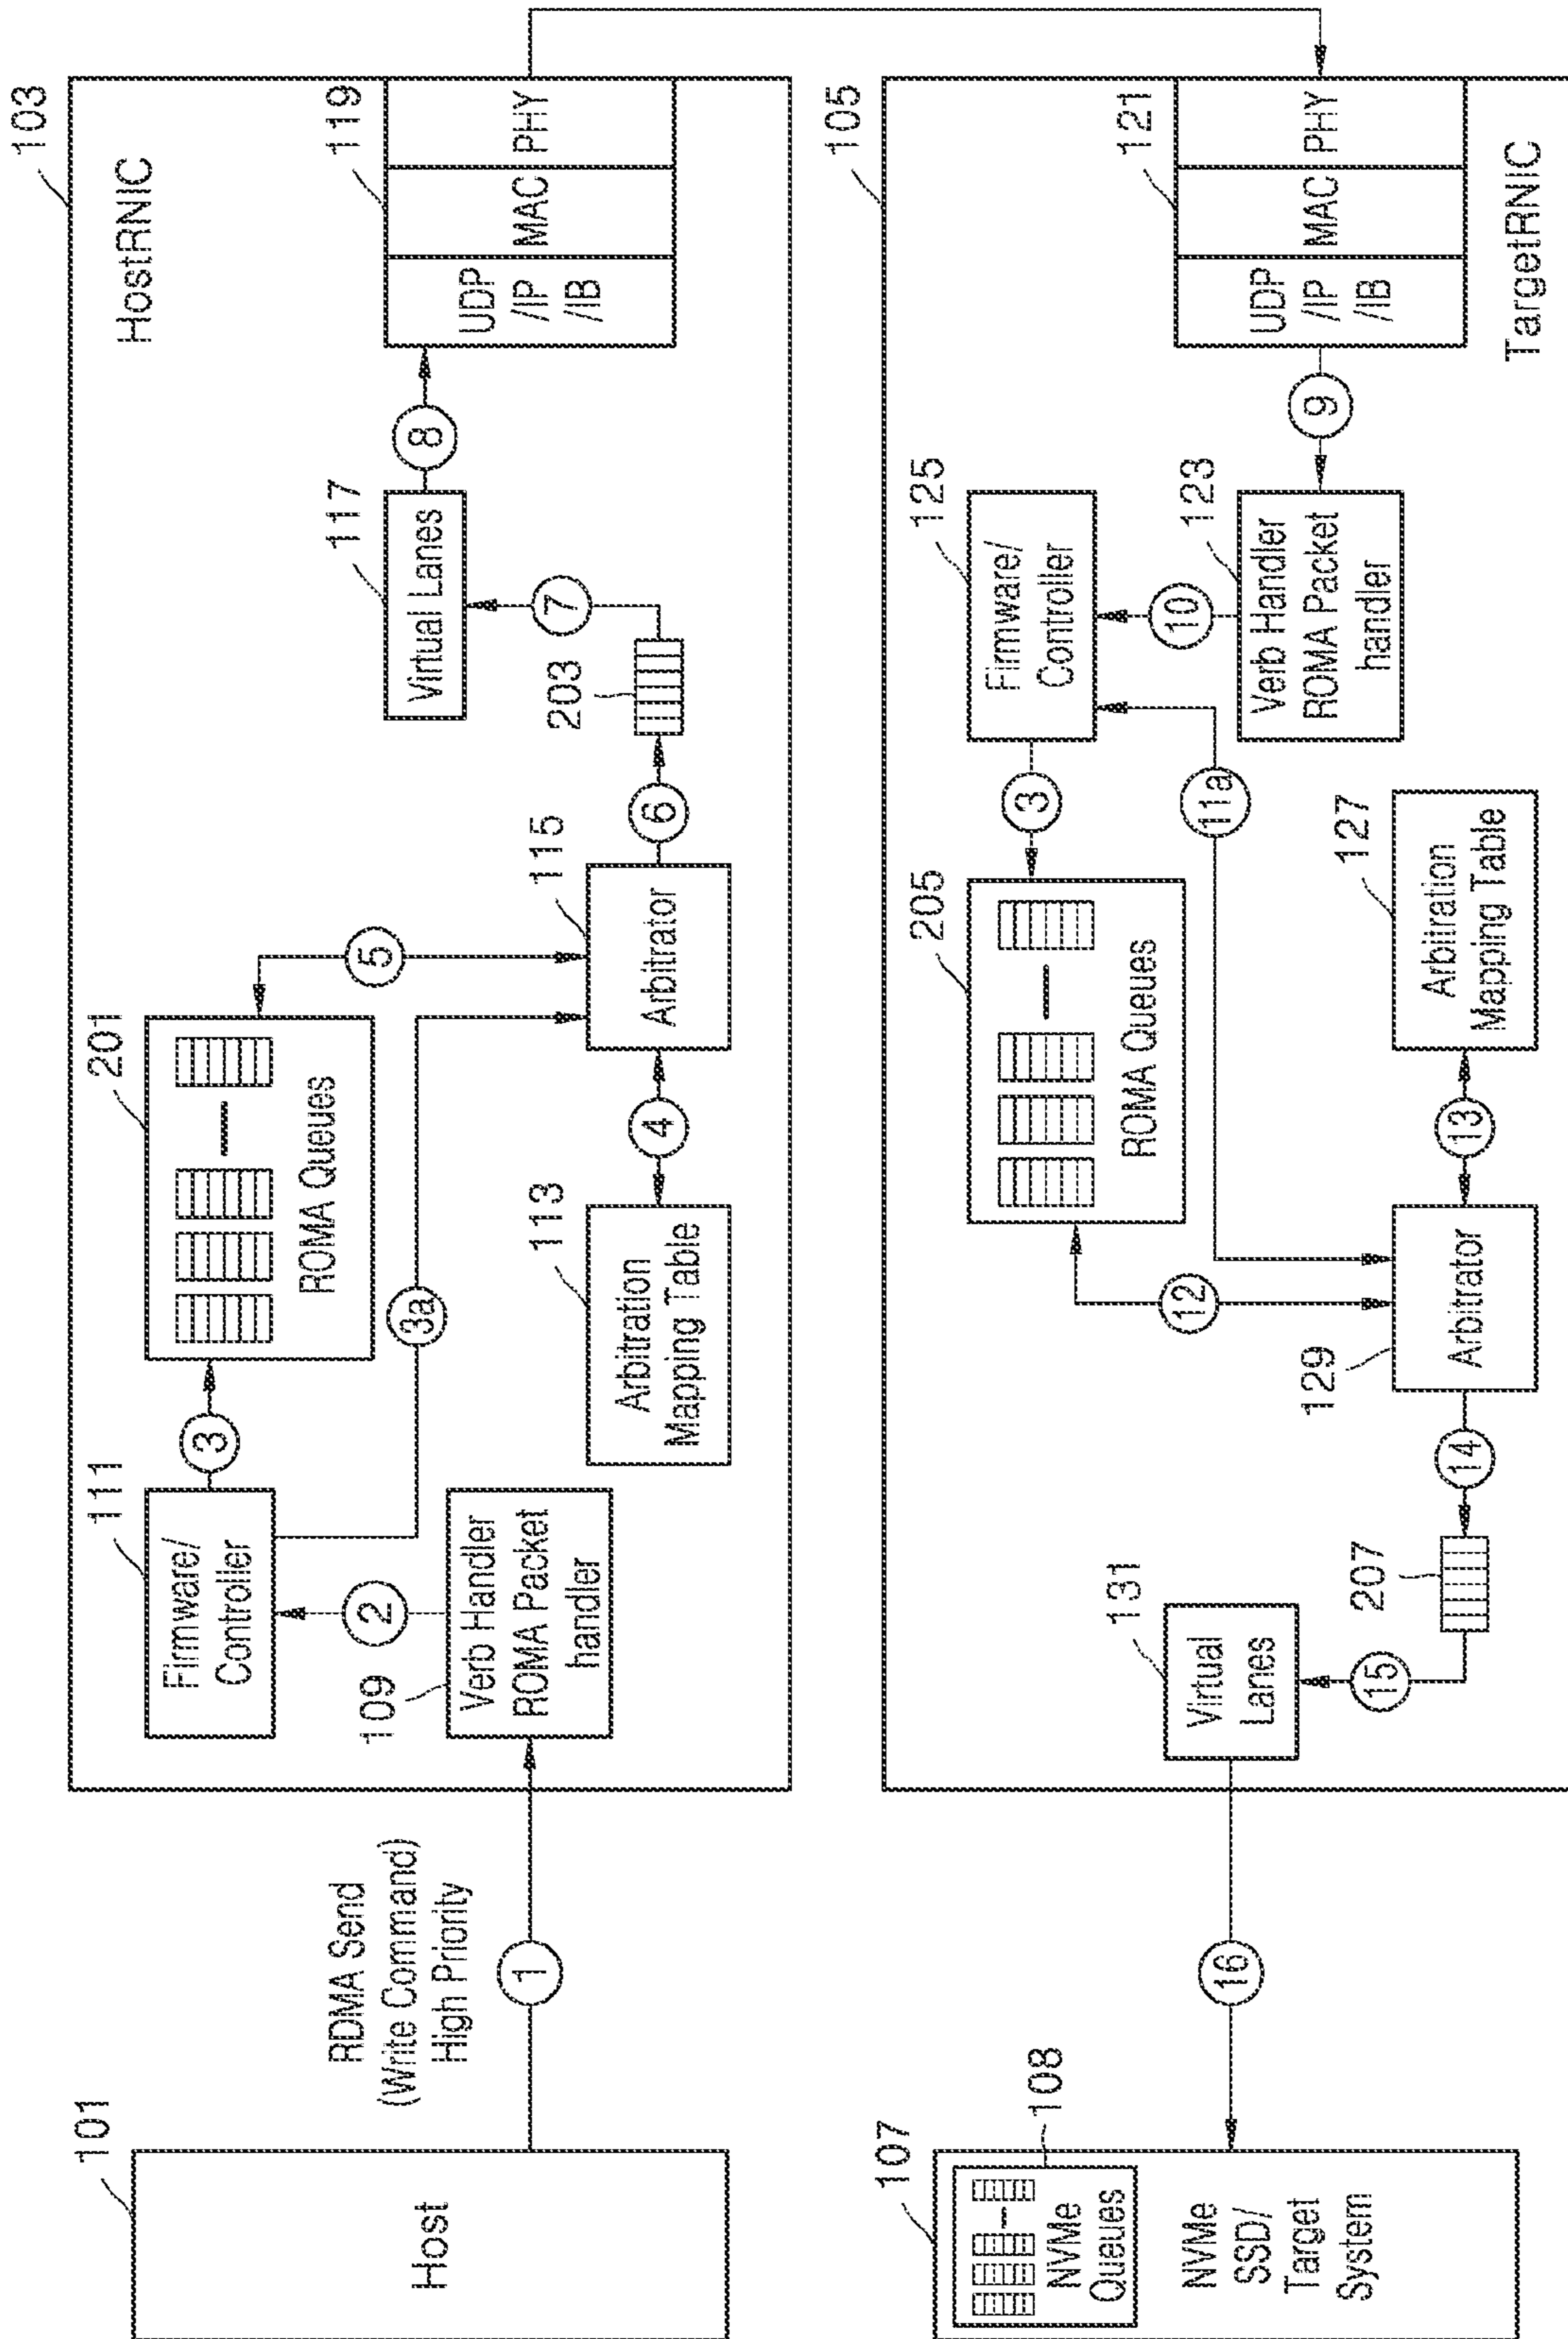 101
Host
RDMA Send
(Write Command)
High Priority
1
103
HostRNIC
111
Firmware/
Controller
2
109
Verb Handler
ROMA Packet
handler
3
3a
201
ROMA Queues
113
Arbitration
Mapping Table
4
5
115
Arbitrator
6
203
7
117
Virtual Lanes
8
119
UDP
/IP
/IB
MAC
PHY
107
108
NVMe
Queues
NVMe
SSD/
Target
System
16
105
TargetRNIC
131
Virtual
Lanes
15
207
14
129
Arbitrator
12
13
205
ROMA Queues
127
Arbitration
Mapping Table
3
11a
125
Firmware/
Controller
10
123
Verb Handler
ROMA Packet
handler
9
121
UDP
/IP
/IB
MAC
PHY